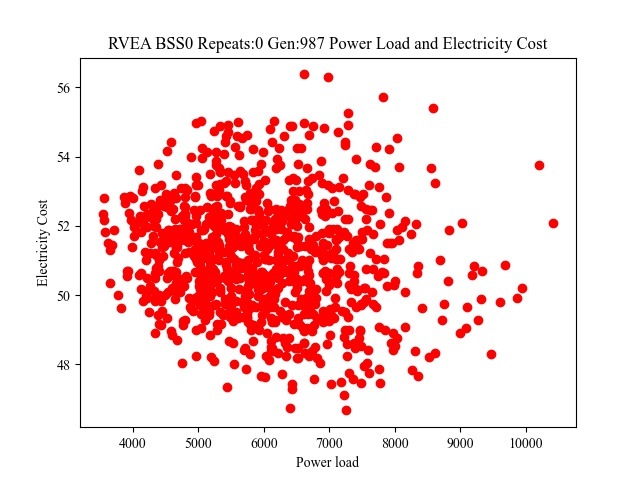 RVEA BSS0 Repeats:0 Gen:987 Power Load and Electricity Cost
56
54
52
50
48
Electricity Cost
4000 5000 6000 7000 8000 9000 10000
Power load